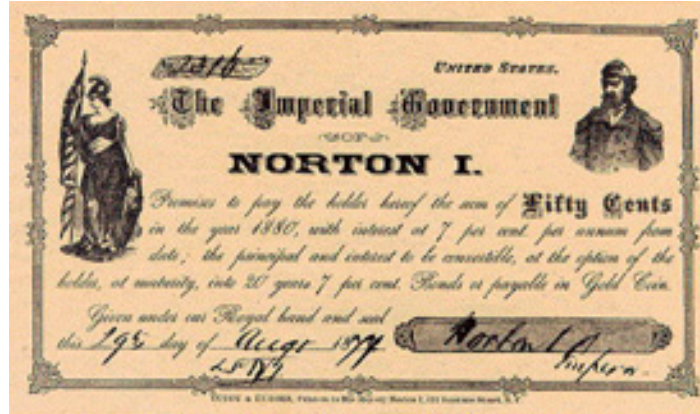 UNITED STATES.
The Imperial Government
OF
NORTON I.
Promises to pay the holder hereof the sum of Fifty Cents
in the year 1880, with interest at 7 per cent. per annum from
date; the principal and interest to be convertible, at the option of the
holder, at maturity, into 20 years 7 per cent. Bonds or payable in Gold Coin.
Given under our Royal hand and seal
this 29th day of Augs 1877
Norton I